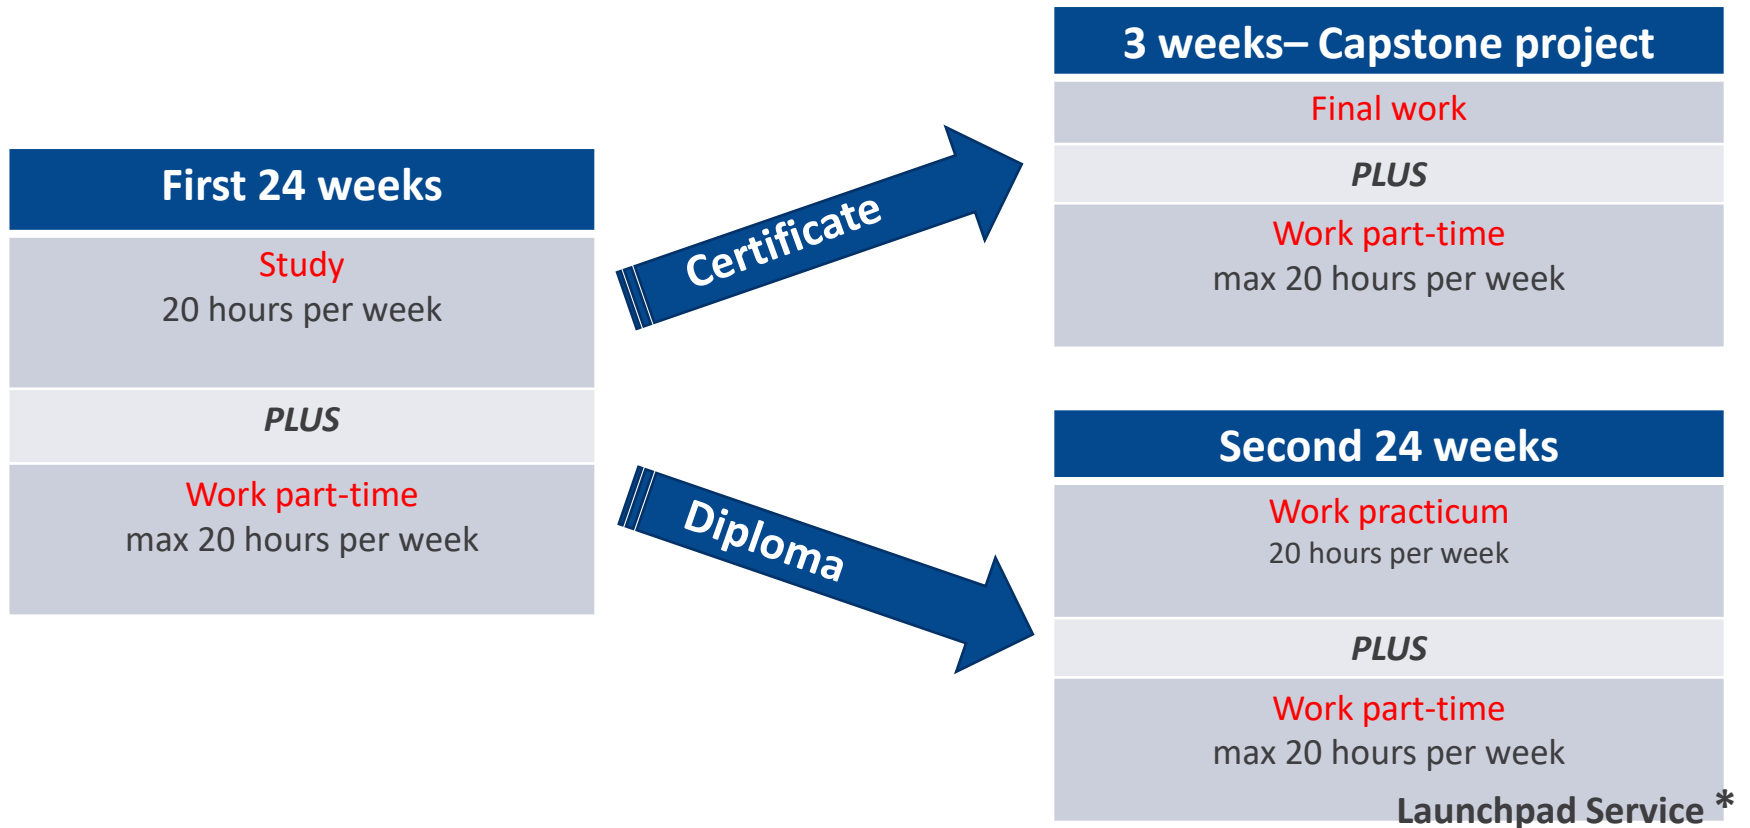 First 24 weeks
Study
20 hours per week
PLUS
Work part-time
max 20 hours per week
Certificate
Diploma
3 weeks– Capstone project
Final work
PLUS
Work part-time
max 20 hours per week
Second 24 weeks
Work practicum
20 hours per week
PLUS
Work part-time
max 20 hours per week
Launchpad Service *